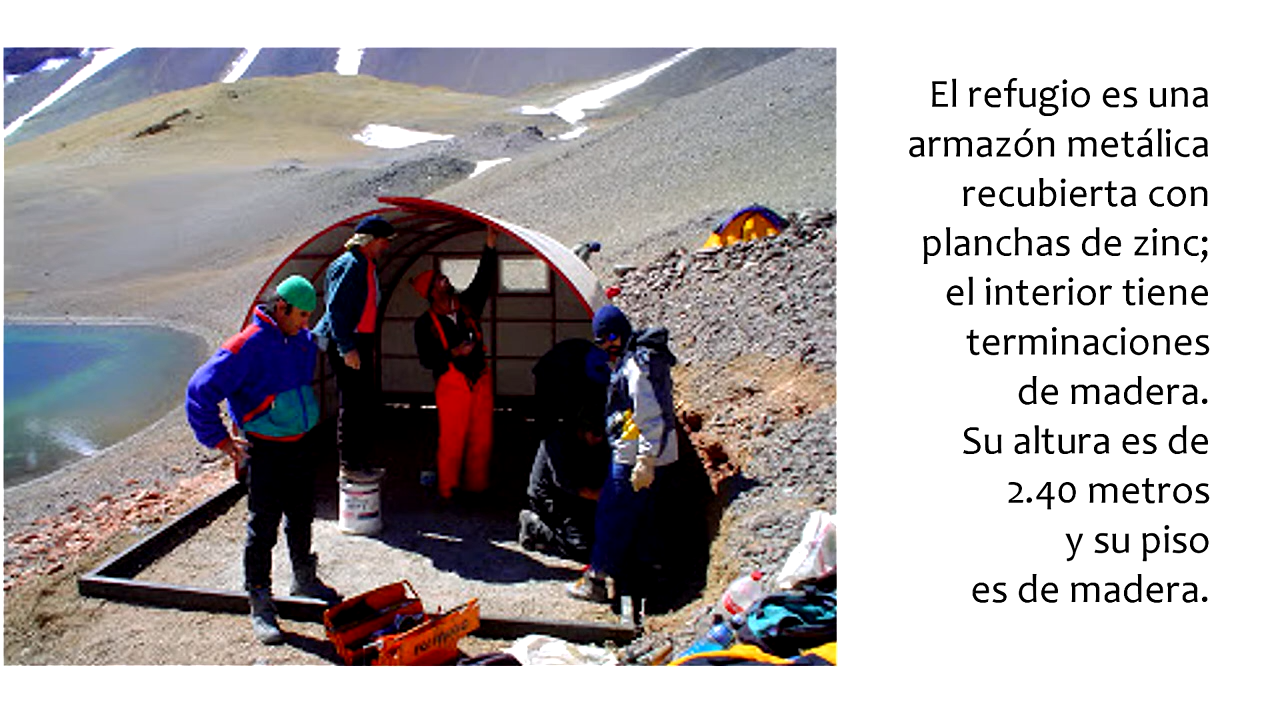 El refugio es una
armazón metálica
recubierta con
planchas de zinc;
el interior tiene
terminaciones
de madera.
Su altura es de
2.40 metros
y su piso
es de madera.